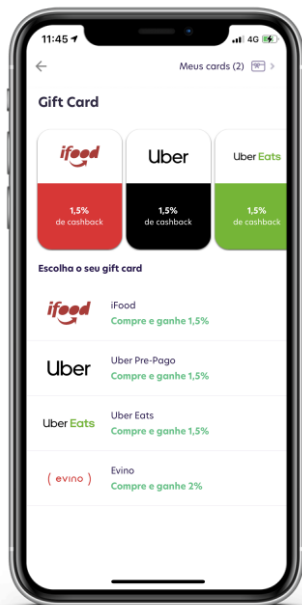 11:45
4G
Meus cards (2)
Gift Card
ifood
Uber
Uber Eats
1,5%
de cashback
1,5%
de cashback
1,5%
de cashback
Escolha o seu gift card
ifood
iFood
Compre e ganhe 1,5%
Uber
Uber Pre-Pago
Compre e ganhe 1,5%
Uber Eats
Uber Eats
Compre e ganhe 1,5%
( evino )
Evino
Compre e ganhe 2%